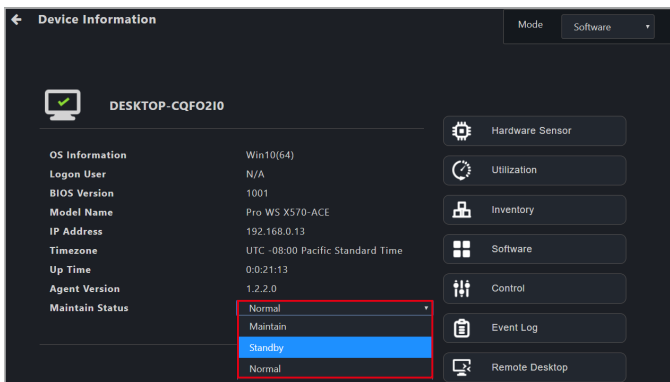 Device Information
Mode Software
DESKTOP-CQFO2I0
OS Information Win10(64)
Logon User N/A
BIOS Version 1001
Model Name Pro WS X570-ACE
IP Address 192.168.0.13
Timezone UTC -08:00 Pacific Standard Time
Up Time 0:0:21:13
Agent Version 1.2.2.0
Maintain Status Normal
Maintain
Standby
Normal
Hardware Sensor
Utilization
Inventory
Software
Control
Event Log
Remote Desktop